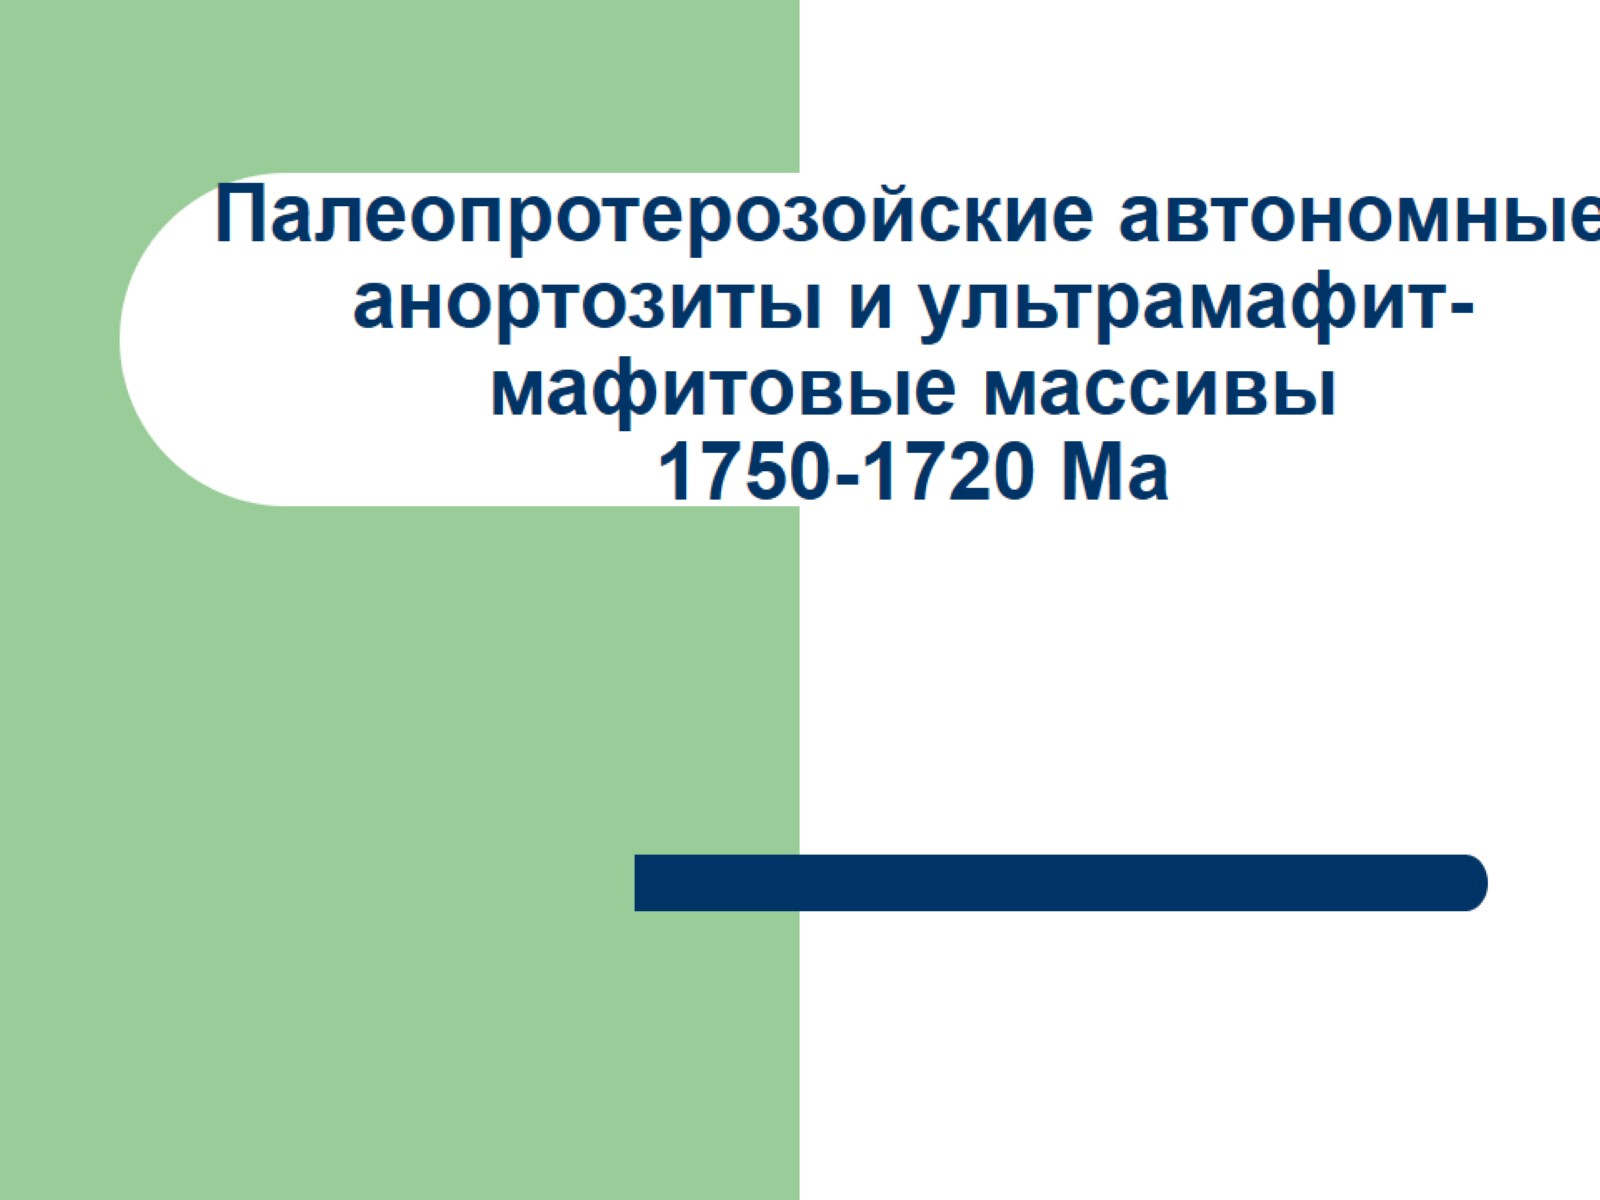 Палеопротерозойские автономные
анортозиты и ультрамафит-
мафитовые массивы
1750-1720 Ма